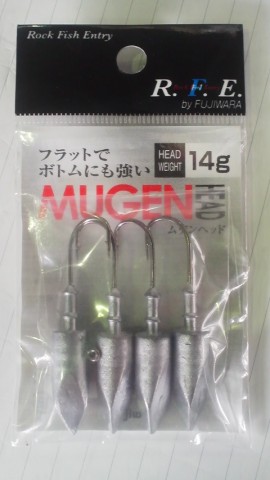 Rock Fish Entry
R. F. E.
by FUJIWARA
フラットで
ボトムにも強い
HEAD
WEIGHT
14g
MUGEN
HEAD
ムゲンヘッド